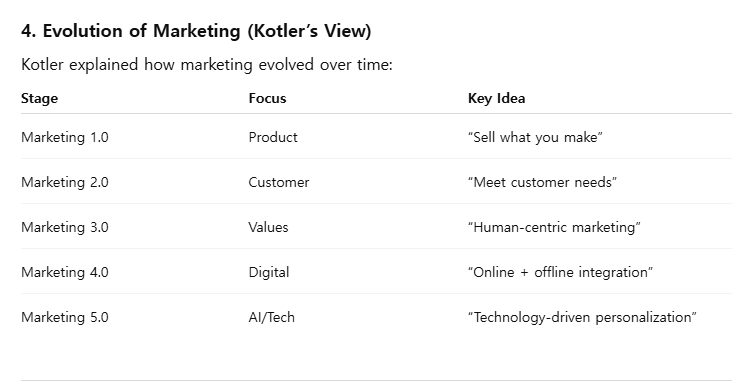 4. Evolution of Marketing (Kotler’s View)
Kotler explained how marketing evolved over time:
Stage Focus Key Idea
Marketing 1.0 Product “Sell what you make”
Marketing 2.0 Customer “Meet customer needs”
Marketing 3.0 Values “Human-centric marketing”
Marketing 4.0 Digital “Online + offline integration”
Marketing 5.0 AI/Tech “Technology-driven personalization”